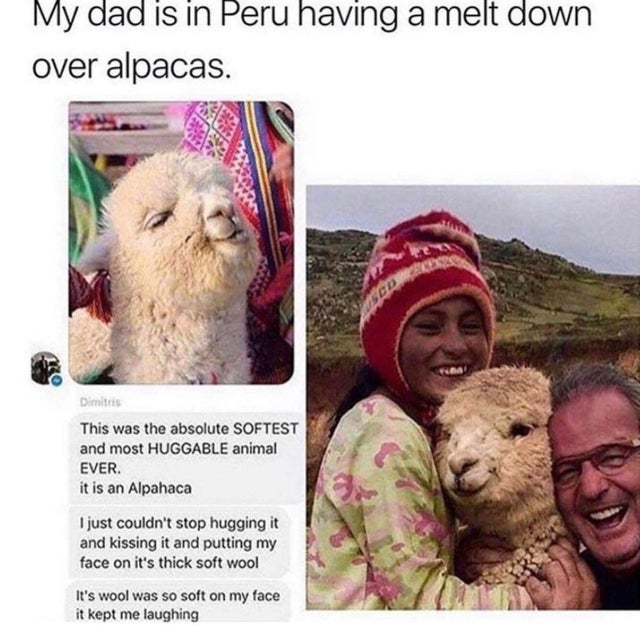 My dad is in Peru having a melt down
over alpacas.
Dimitris
This was the absolute SOFTEST
and most HUGGABLE animal
EVER.
it is an Alpahaca
I just couldn't stop hugging it
and kissing it and putting my
face on it's thick soft wool
It's wool was so soft on my face
it kept me laughing